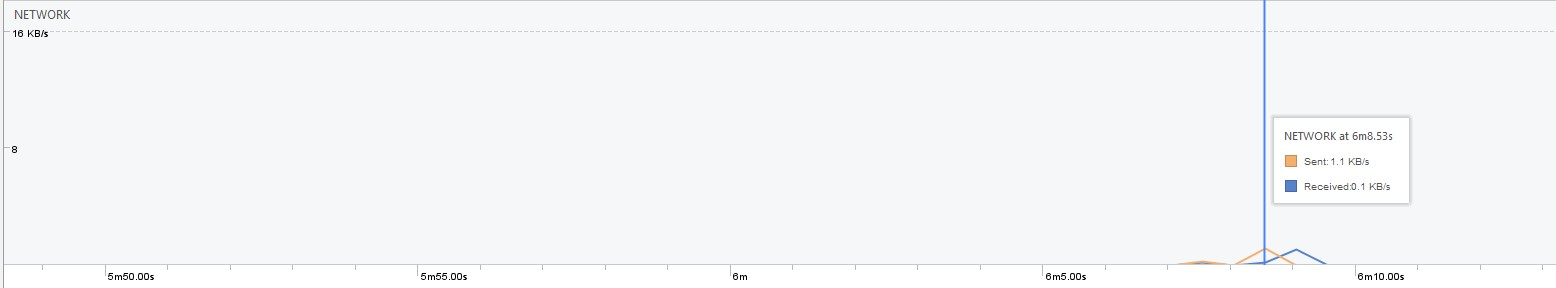 NETWORK
16 KB/s
8
NETWORK at 6m8.53s
Sent: 1.1 KB/s
Received:0.1 KB/s
5m50.00s
5m55.00s
6m
6m5.00s
6m10.00s